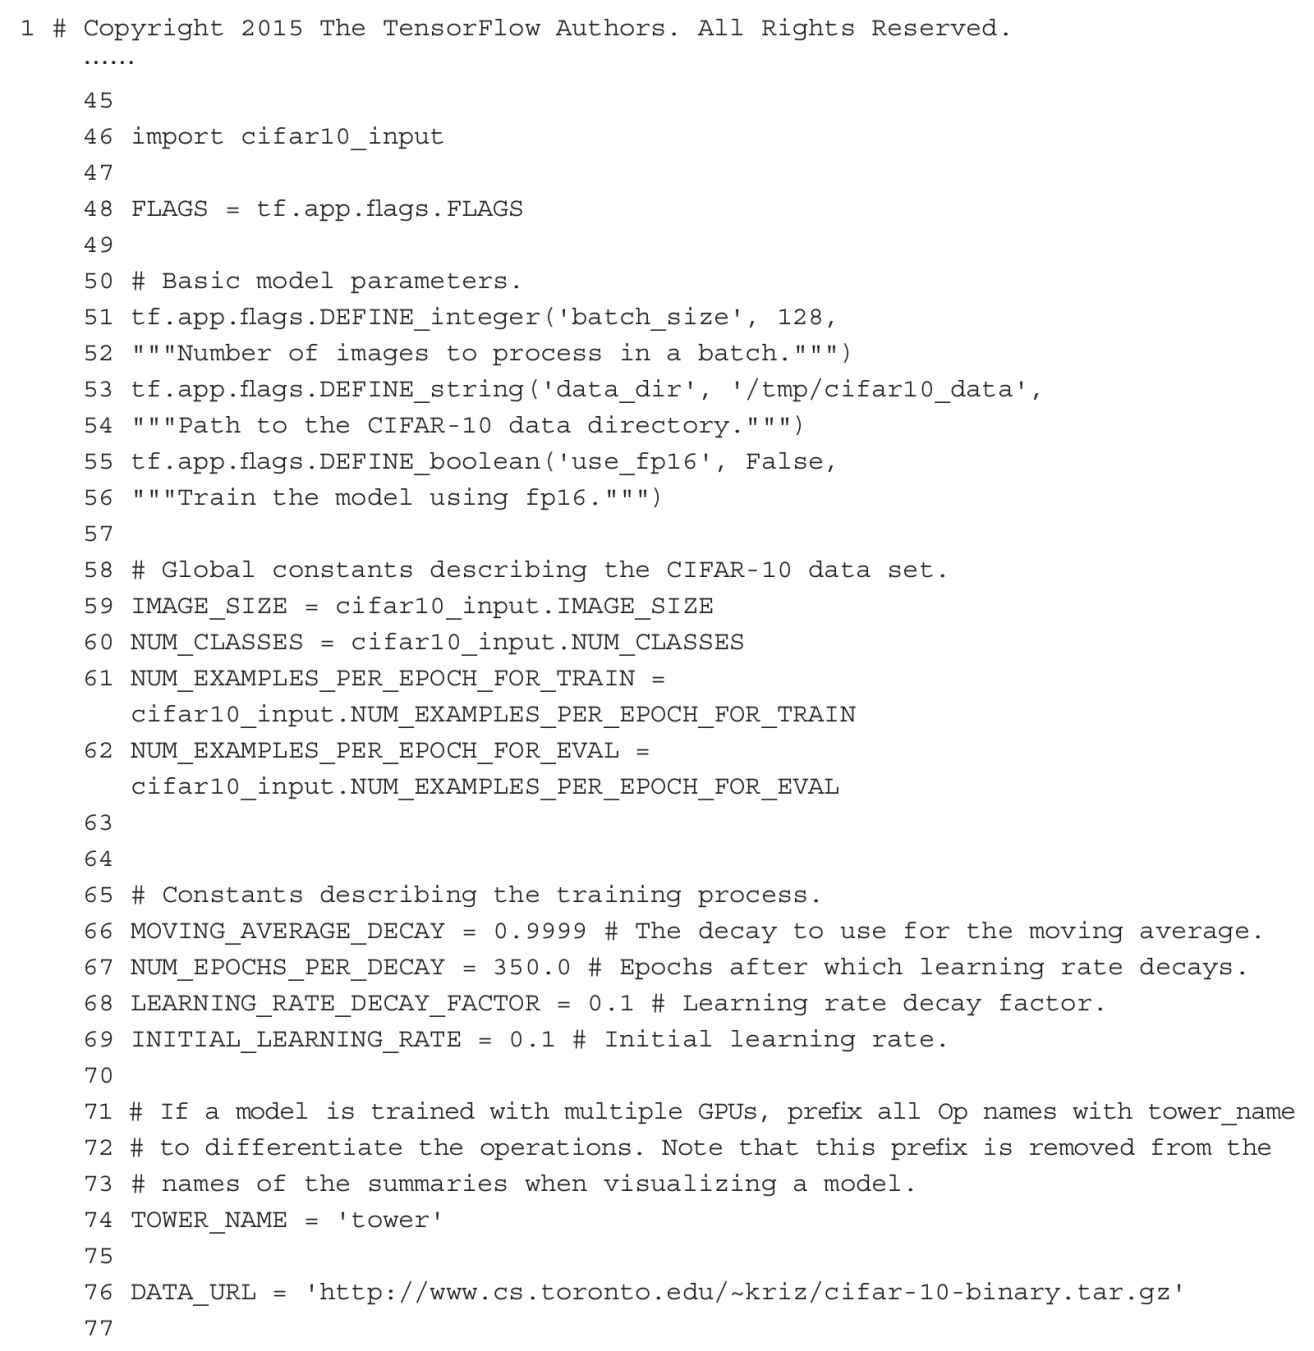 1 # Copyright 2015 The TensorFlow Authors. All Rights Reserved.
......
45
46 import cifar10_input
47
48 FLAGS = tf.app.flags.FLAGS
49
50 # Basic model parameters.
51 tf.app.flags.DEFINE_integer('batch_size', 128,
52 """Number of images to process in a batch.""")
53 tf.app.flags.DEFINE_string('data_dir', '/tmp/cifar10_data',
54 """Path to the CIFAR-10 data directory.""")
55 tf.app.flags.DEFINE_boolean('use_fp16', False,
56 """Train the model using fp16.""")
57
58 # Global constants describing the CIFAR-10 data set.
59 IMAGE_SIZE = cifar10_input.IMAGE_SIZE
60 NUM_CLASSES = cifar10_input.NUM_CLASSES
61 NUM_EXAMPLES_PER_EPOCH_FOR_TRAIN =
cifar10_input.NUM_EXAMPLES_PER_EPOCH_FOR_TRAIN
62 NUM_EXAMPLES_PER_EPOCH_FOR_EVAL =
cifar10_input.NUM_EXAMPLES_PER_EPOCH_FOR_EVAL
63
64
65 # Constants describing the training process.
66 MOVING_AVERAGE_DECAY = 0.9999 # The decay to use for the moving average.
67 NUM_EPOCHS_PER_DECAY = 350.0 # Epochs after which learning rate decays.
68 LEARNING_RATE_DECAY_FACTOR = 0.1 # Learning rate decay factor.
69 INITIAL_LEARNING_RATE = 0.1 # Initial learning rate.
70
71 # If a model is trained with multiple GPUs, prefix all Op names with tower_name
72 # to differentiate the operations. Note that this prefix is removed from the
73 # names of the summaries when visualizing a model.
74 TOWER_NAME = 'tower'
75
76 DATA_URL = 'http://www.cs.toronto.edu/~kriz/cifar-10-binary.tar.gz'
77